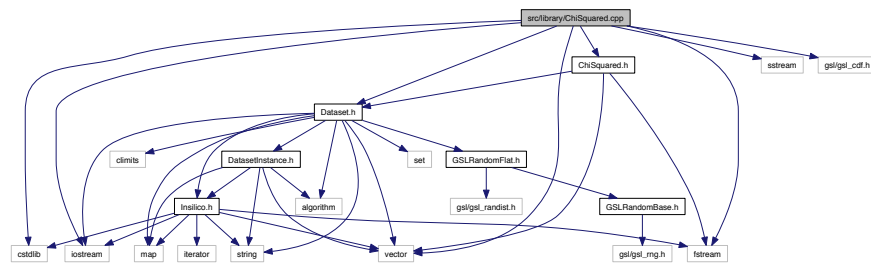 src/library/ChiSquared.cpp
ChiSquared.h
sstream
gsl/gsl_cdf.h
Dataset.h
climits
DatasetInstance.h
set
GSLRandomFlat.h
Insilico.h
algorithm
gsl/gsl_randist.h
GSLRandomBase.h
cstdlib
iostream
map
iterator
string
vector
gsl/gsl_rng.h
fstream